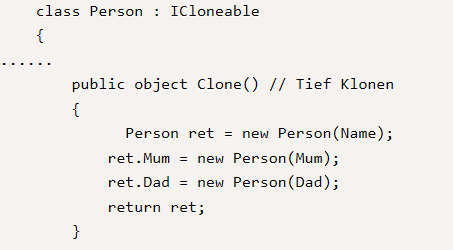 class Person : ICloneable
{
......
public object Clone() // Tief Klonen
{
Person ret = new Person(Name);
ret.Mum = new Person(Mum);
ret.Dad = new Person(Dad);
return ret;
}